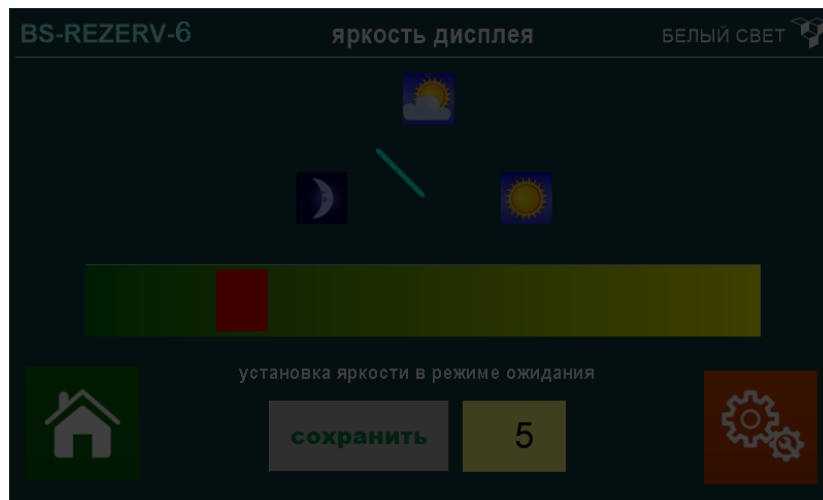 BS-REZERV-6 яркость дисплея БЕЛЫЙ СВЕТ
установка яркости в режиме ожидания
сохранить 5